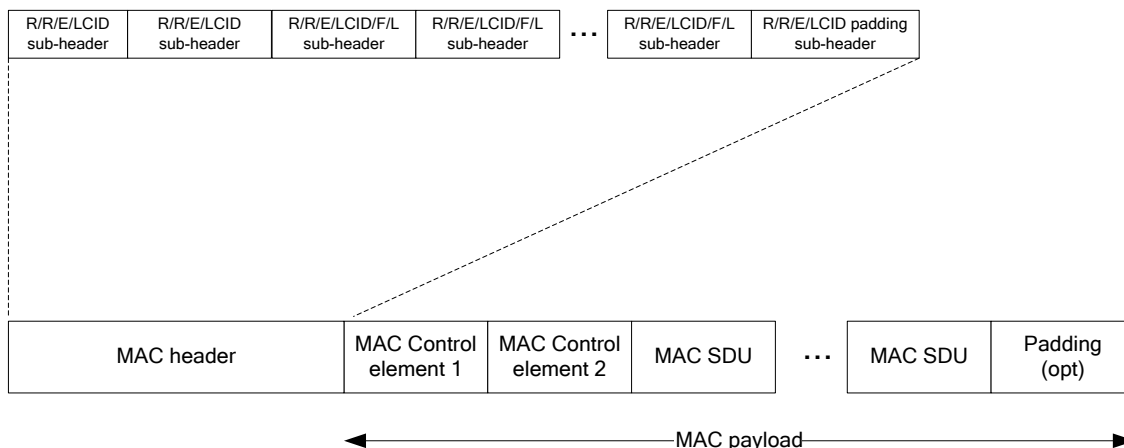 R/R/E/LCID
sub-header
R/R/E/LCID
sub-header
R/R/E/LCID/F/L
sub-header
R/R/E/LCID/F/L
sub-header
...
R/R/E/LCID/F/L
sub-header
R/R/E/LCID padding
sub-header
MAC header
MAC Control
element 1
MAC Control
element 2
MAC SDU
...
MAC SDU
Padding
(opt)
MAC payload